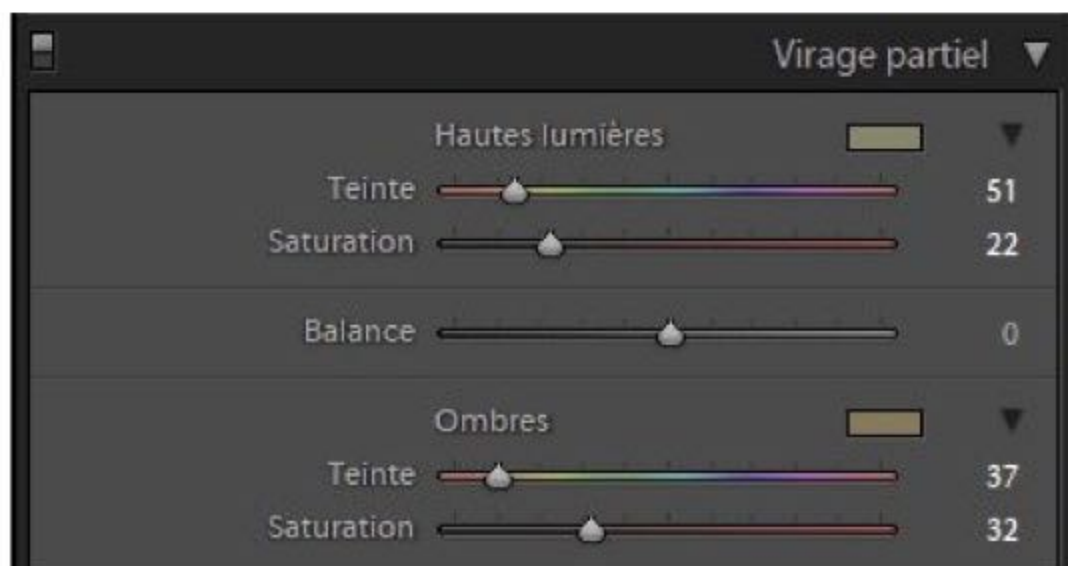 Virage partiel
Hautes lumières
Teinte 51
Saturation 22
Balance 0
Ombres
Teinte 37
Saturation 32